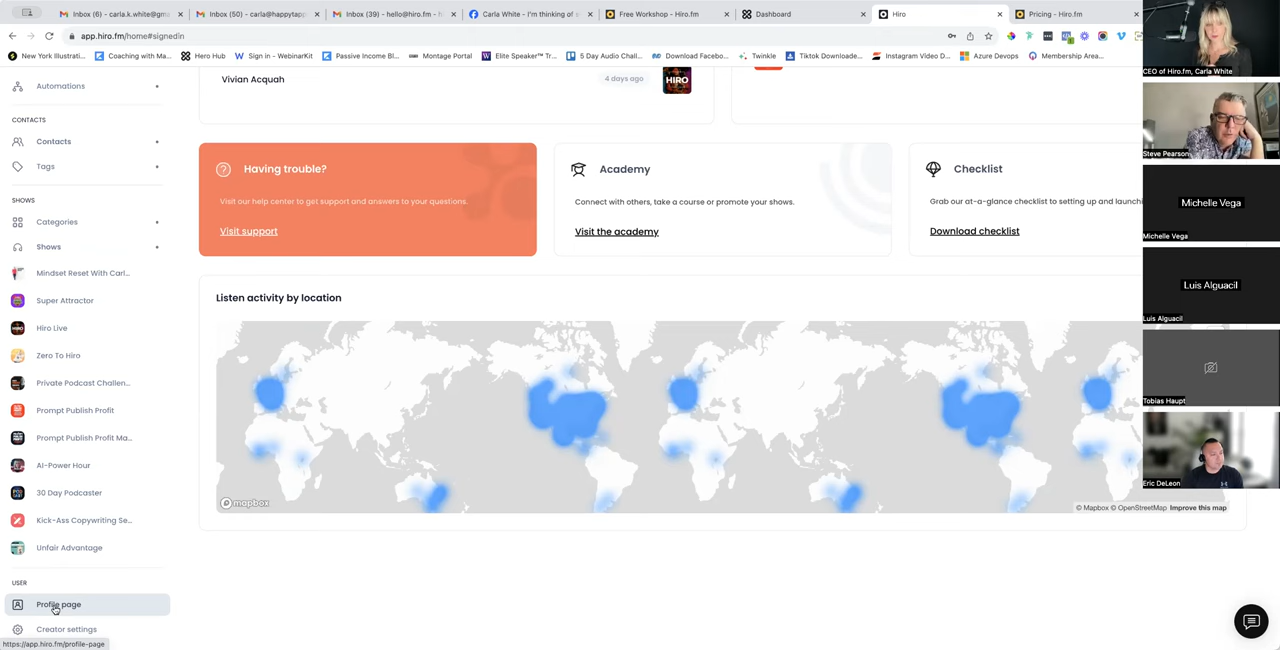 Inbox (6) - carla.k.white@gm
Inbox (50) - carla@happytap
Inbox (39) - hello@hiro.fm -
Carla White - I'm thinking of s
Free Workshop - Hiro.fm
Dashboard
Hiro
Pricing - Hiro.fm
app.hiro.fm/home#signedin
New York Illustrati...
Coaching with Ma...
Hero Hub
Sign in - WebinarKit
Passive Income Bl...
Montage Portal
Elite Speaker™ Tr...
5 Day Audio Chall...
Download Facebo...
Twinkle
Tiktok Downloade...
Instagram Video D...
Azure Devops
Membership Area...
Automations
CONTACTS
Contacts
Tags
SHOWS
Categories
Shows
Mindset Reset With Carl...
Super Attractor
Hiro Live
Zero To Hiro
Private Podcast Challen...
Prompt Publish Profit
Prompt Publish Profit Ma...
AI-Power Hour
30 Day Podcaster
Kick-Ass Copywriting Se...
Unfair Advantage
USER
Profile page
Creator settings
https://app.hiro.fm/profile-page
Vivian Acquah
4 days ago
HIRO
Having trouble?
Visit our help center to get support and answers to your questions.
Visit support
Academy
Connect with others, take a course or promote your shows.
Visit the academy
Checklist
Grab our at-a-glance checklist to setting up and launchi
Download checklist
Listen activity by location
mapbox
© Mapbox © OpenStreetMap Improve this map
CEO of Hiro.fm, Carla White
Steve Pearson
Michelle Vega
Michelle Vega
Luis Alguacil
Luis Alguacil
Tobias Haupt
Eric DeLeon